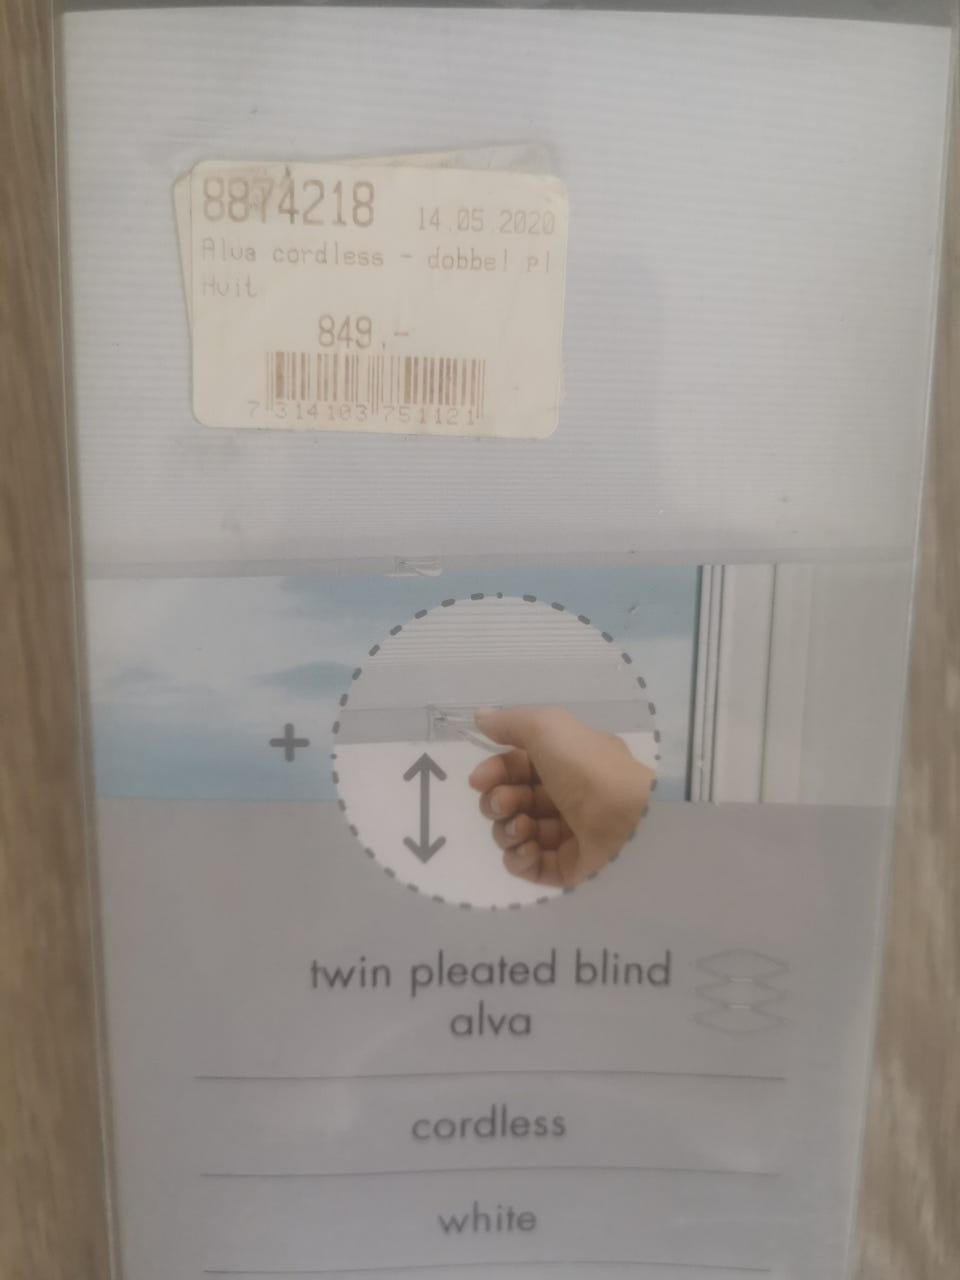 8874218
14.05.2020
Alva cordless - dobbel pl
Hvit
849,-
7 314103 751121
+
twin pleated blind
alva
cordless
white